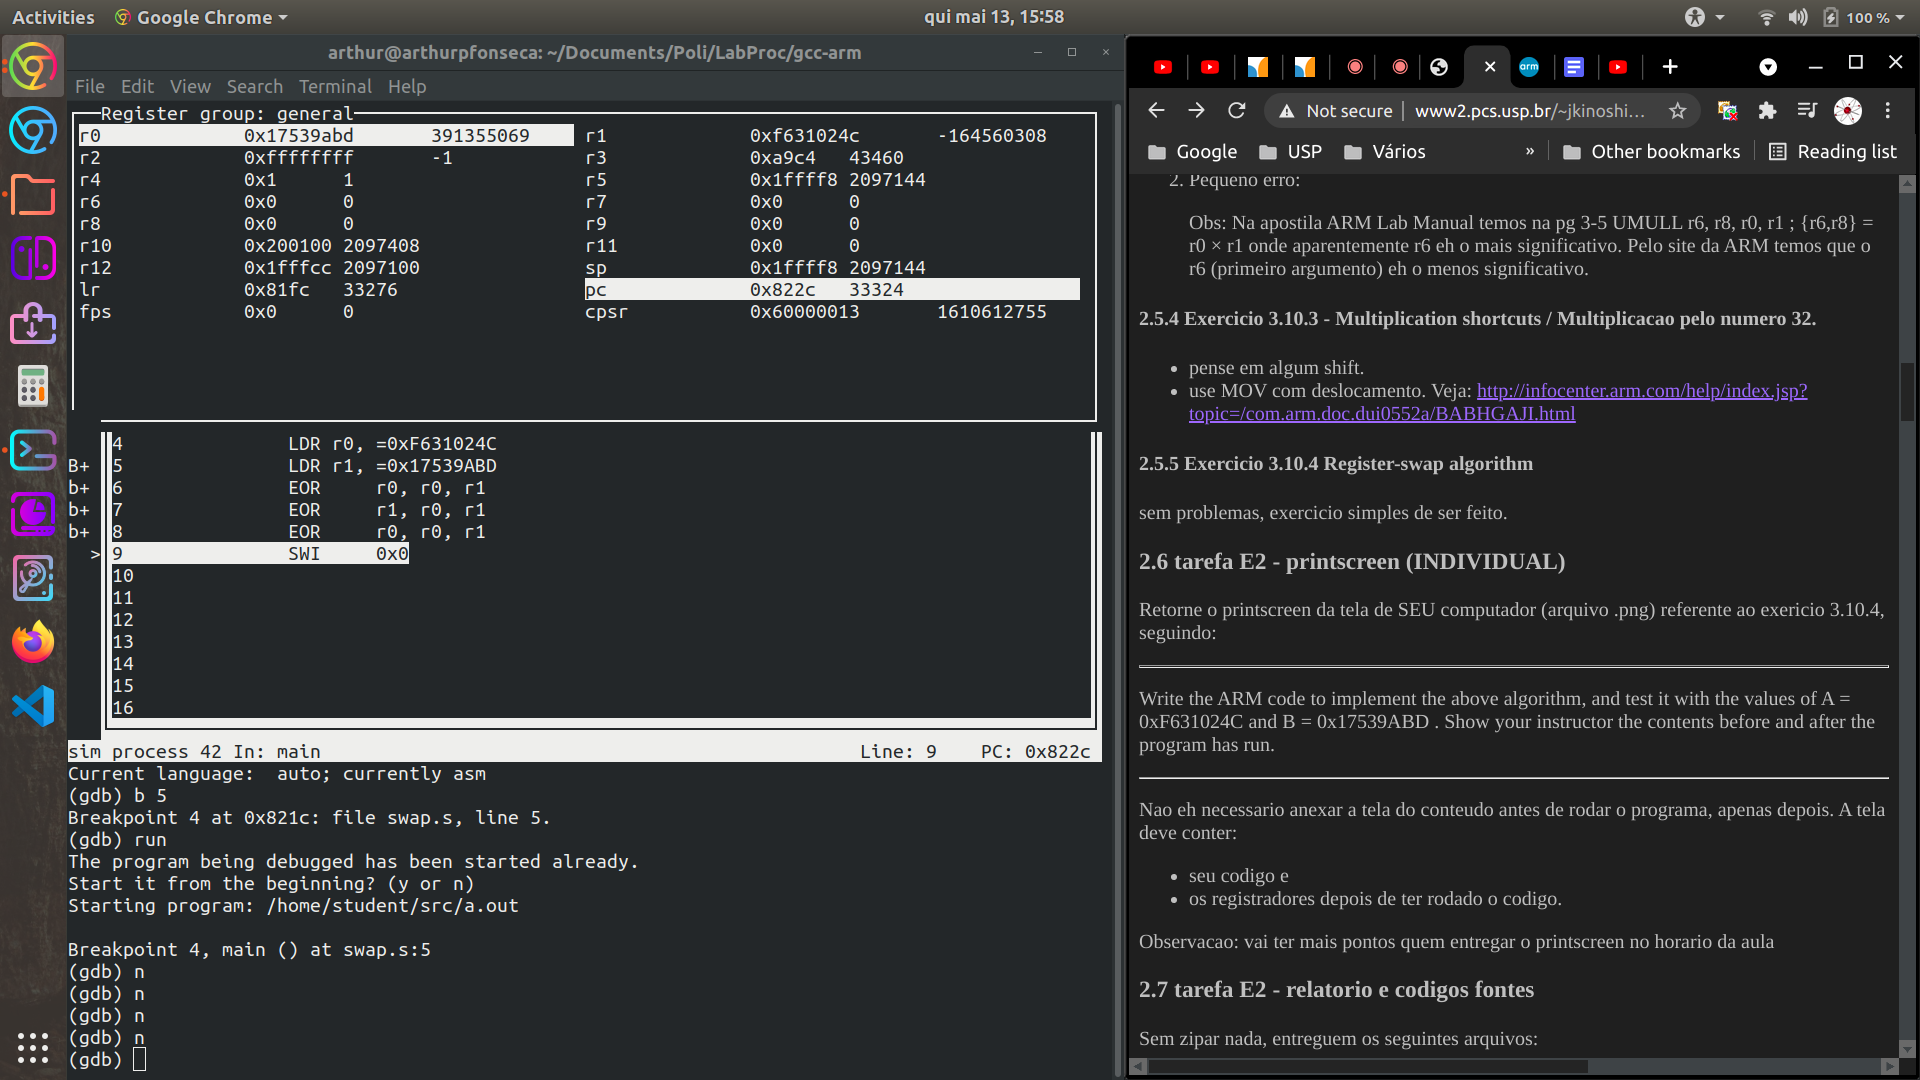 Activities
Google Chrome
qui mai 13, 15:58
100 %
arthur@arthurpfonseca: ~/Documents/Poli/LabProc/gcc-arm
File Edit View Search Terminal Help
Register group: general
r0 0x17539abd 391355069 r1 0xf631024c -164560308
r2 0xffffffff -1 r3 0xa9c4 43460
r4 0x1 1 r5 0x1ffff8 2097144
r6 0x0 0 r7 0x0 0
r8 0x0 0 r9 0x0 0
r10 0x200100 2097408 r11 0x0 0
r12 0x1fffcc 2097100 sp 0x1ffff8 2097144
lr 0x81fc 33276 pc 0x822c 33324
fps 0x0 0 cpsr 0x60000013 1610612755
4 LDR r0, =0xF631024C
B+ 5 LDR r1, =0x17539ABD
b+ 6 EOR r0, r0, r1
b+ 7 EOR r1, r0, r1
b+ 8 EOR r0, r0, r1
> 9 SWI 0x0
10
11
12
13
14
15
16
sim process 42 In: main Line: 9 PC: 0x822c
Current language: auto; currently asm
(gdb) b 5
Breakpoint 4 at 0x821c: file swap.s, line 5.
(gdb) run
The program being debugged has been started already.
Start it from the beginning? (y or n)
Starting program: /home/student/src/a.out
Breakpoint 4, main () at swap.s:5
(gdb) n
(gdb) n
(gdb) n
(gdb) n
(gdb)
arm
Not secure | www2.pcs.usp.br/~jkinoshi...
Google USP Vários » Other bookmarks Reading list
2. Pequeno erro:
Obs: Na apostila ARM Lab Manual temos na pg 3-5 UMULL r6, r8, r0, r1 ; {r6,r8} =
r0 × r1 onde aparentemente r6 eh o mais significativo. Pelo site da ARM temos que o
r6 (primeiro argumento) eh o menos significativo.
2.5.4 Exercicio 3.10.3 - Multiplication shortcuts / Multiplicacao pelo numero 32.
• pense em algum shift.
• use MOV com deslocamento. Veja: http://infocenter.arm.com/help/index.jsp?
topic=/com.arm.doc.dui0552a/BABHGAJI.html
2.5.5 Exercicio 3.10.4 Register-swap algorithm
sem problemas, exercicio simples de ser feito.
2.6 tarefa E2 - printscreen (INDIVIDUAL)
Retorne o printscreen da tela de SEU computador (arquivo .png) referente ao exericio 3.10.4,
seguindo:
Write the ARM code to implement the above algorithm, and test it with the values of A =
0xF631024C and B = 0x17539ABD . Show your instructor the contents before and after the
program has run.
Nao eh necessario anexar a tela do conteudo antes de rodar o programa, apenas depois. A tela
deve conter:
• seu codigo e
• os registradores depois de ter rodado o codigo.
Observacao: vai ter mais pontos quem entregar o printscreen no horario da aula
2.7 tarefa E2 - relatorio e codigos fontes
Sem zipar nada, entreguem os seguintes arquivos: